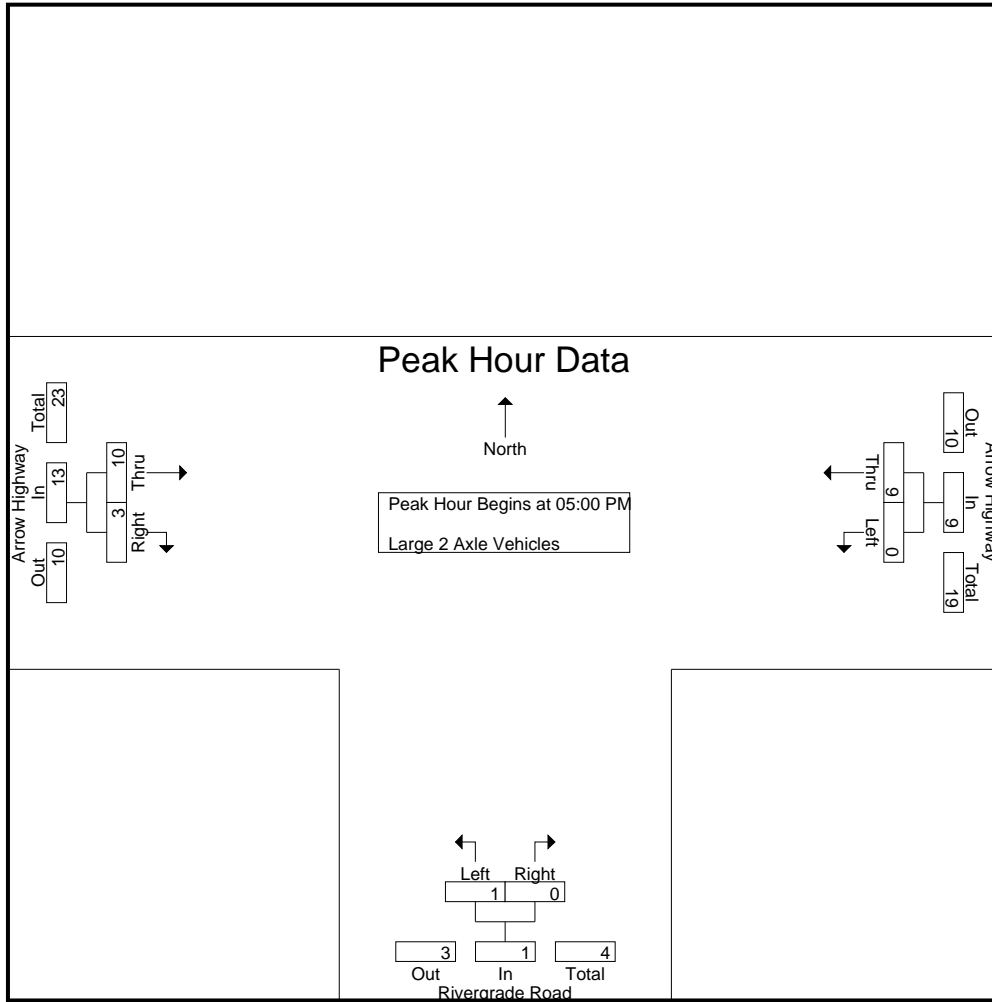 Peak Hour Data
North
Peak Hour Begins at 05:00 PM
Large 2 Axle Vehicles
Arrow Highway
Total
23
In
13
Out
10
10
Thru
3
Right
Arrow Highway
Out
10
In
9
Total
19
Thru
9
Left
0
Left
Right
1
0
3
1
4
Out
In
Total
Rivergrade Road